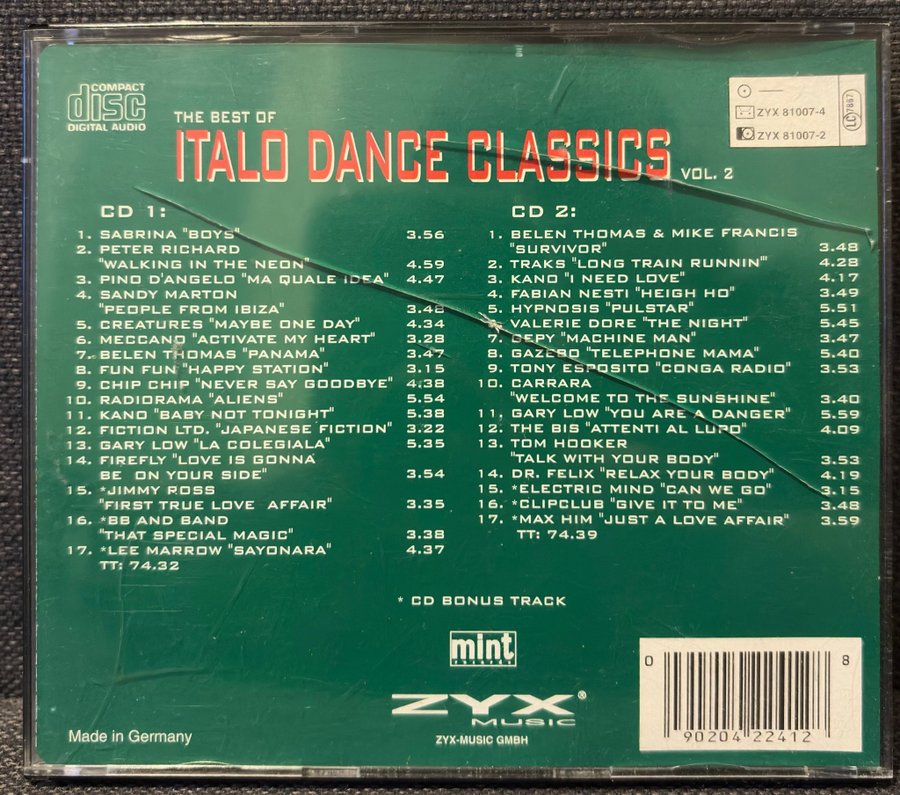 COMPACT
disc
DIGITAL AUDIO
THE BEST OF
ITALO DANCE CLASSICS VOL. 2
ZYX 81007-4
ZYX 81007-2
LC 7867
CD 1:
1. SABRINA "BOYS" 3.56
2. PETER RICHARD
"WALKING IN THE NEON" 4.59
3. PINO D'ANGELO "MA QUALE IDEA" 4.47
4. SANDY MARTON
"PEOPLE FROM IBIZA" 3.48
5. CREATURES "MAYBE ONE DAY" 4.34
6. MECCANO "ACTIVATE MY HEART" 3.28
7. BELEN THOMAS "PANAMA" 3.47
8. FUN FUN "HAPPY STATION" 3.15
9. CHIP CHIP "NEVER SAY GOODBYE" 4.38
10. RADIORAMA "ALIENS" 5.54
11. KANO "BABY NOT TONIGHT" 5.38
12. FICTION LTD. "JAPANESE FICTION" 3.22
13. GARY LOW "LA COLEGIALA" 5.35
14. FIREFLY "LOVE IS GONNA
BE ON YOUR SIDE" 3.54
15. *JIMMY ROSS
"FIRST TRUE LOVE AFFAIR" 3.35
16. *BB AND BAND
"THAT SPECIAL MAGIC" 3.38
17. *LEE MARROW "SAYONARA" 4.37
TT: 74.32
CD 2:
1. BELEN THOMAS & MIKE FRANCIS
"SURVIVOR" 3.48
2. TRAKS "LONG TRAIN RUNNIN'" 4.28
3. KANO "I NEED LOVE" 4.17
4. FABIAN NESTI "HEIGH HO" 3.49
5. HYPNOSIS "PULSTAR" 5.51
6. VALERIE DORE "THE NIGHT" 5.45
7. CEPY "MACHINE MAN" 3.47
8. GAZEBO "TELEPHONE MAMA" 5.40
9. TONY ESPOSITO "CONGA RADIO" 3.53
10. CARRARA
"WELCOME TO THE SUNSHINE" 3.40
11. GARY LOW "YOU ARE A DANGER" 5.59
12. THE BIS "ATTENTI AL LUPO" 4.09
13. TOM HOOKER
"TALK WITH YOUR BODY" 3.53
14. DR. FELIX "RELAX YOUR BODY" 4.19
15. *ELECTRIC MIND "CAN WE GO" 3.15
16. *CLIPCLUB "GIVE IT TO ME" 3.48
17. *MAX HIM "JUST A LOVE AFFAIR" 3.59
TT: 74.39
* CD BONUS TRACK
mint
records
ZYX®
MUSIC
ZYX-MUSIC GMBH
Made in Germany
0 90204 22412 8